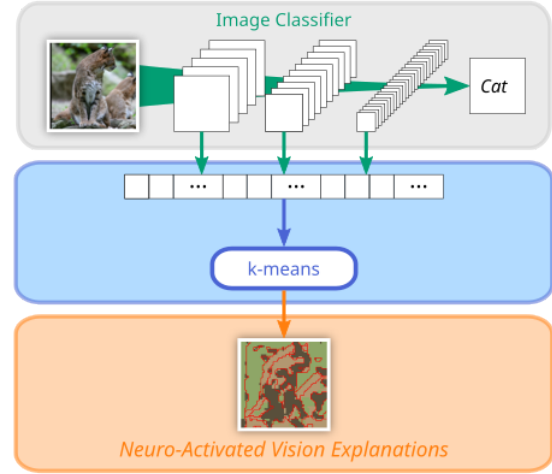 Image Classifier
Cat
... ... ...
k-means
Neuro-Activated Vision Explanations